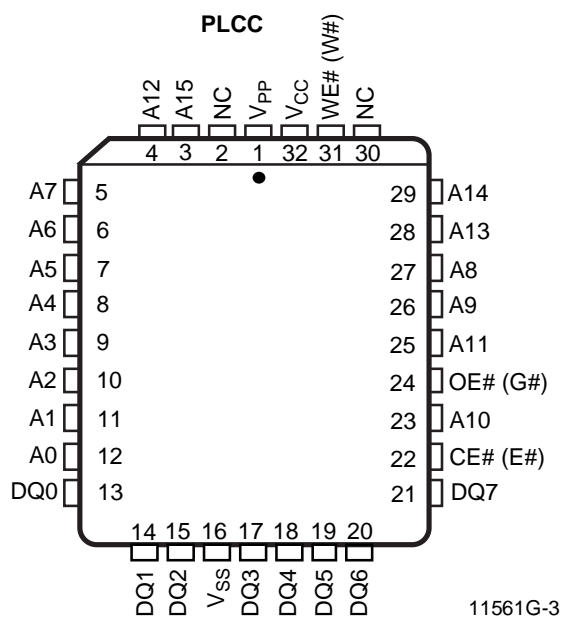 PLCC
A12
A15
NC
VPP
VCC
WE# (W#)
NC
4
3
2
1
32
31
30
A7
5
29
A14
A6
6
28
A13
A5
7
27
A8
A4
8
26
A9
A3
9
25
A11
A2
10
24
OE# (G#)
A1
11
23
A10
A0
12
22
CE# (E#)
DQ0
13
21
DQ7
14
15
16
17
18
19
20
DQ1
DQ2
VSS
DQ3
DQ4
DQ5
DQ6
11561G-3